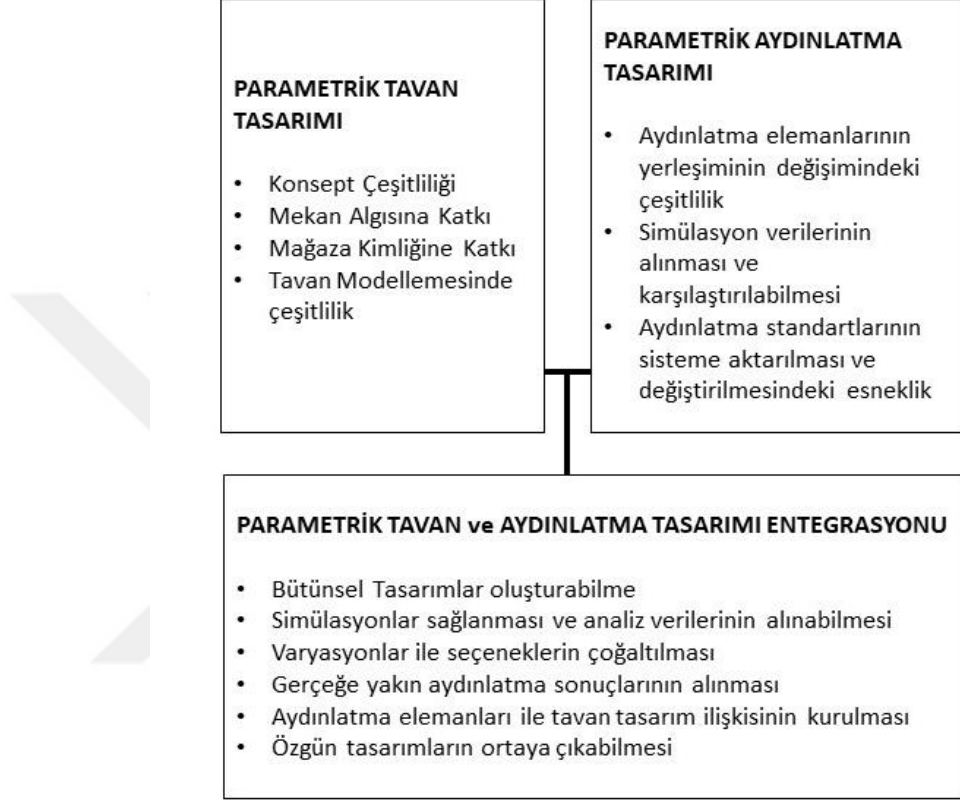 PARAMETRİK TAVAN
TASARIMI
• Konsept Çeşitliliği
• Mekan Algısına Katkı
• Mağaza Kimliğine Katkı
• Tavan Modellemesinde
çeşitlilik
PARAMETRİK AYDINLATMA
TASARIMI
• Aydınlatma elemanlarının
yerleşiminin değişimindeki
çeşitlilik
• Simülasyon verilerinin
alınması ve
karşılaştırılabilmesi
• Aydınlatma standartlarının
sisteme aktarılması ve
değiştirilmesindeki esneklik
PARAMETRİK TAVAN ve AYDINLATMA TASARIMI ENTEGRASYONU
• Bütünsel Tasarımlar oluşturabilme
• Simülasyonlar sağlanması ve analiz verilerinin alınabilmesi
• Varyasyonlar ile seçeneklerin çoğaltılması
• Gerçeğe yakın aydınlatma sonuçlarının alınması
• Aydınlatma elemanları ile tavan tasarım ilişkisinin kurulması
• Özgün tasarımların ortaya çıkabilmesi